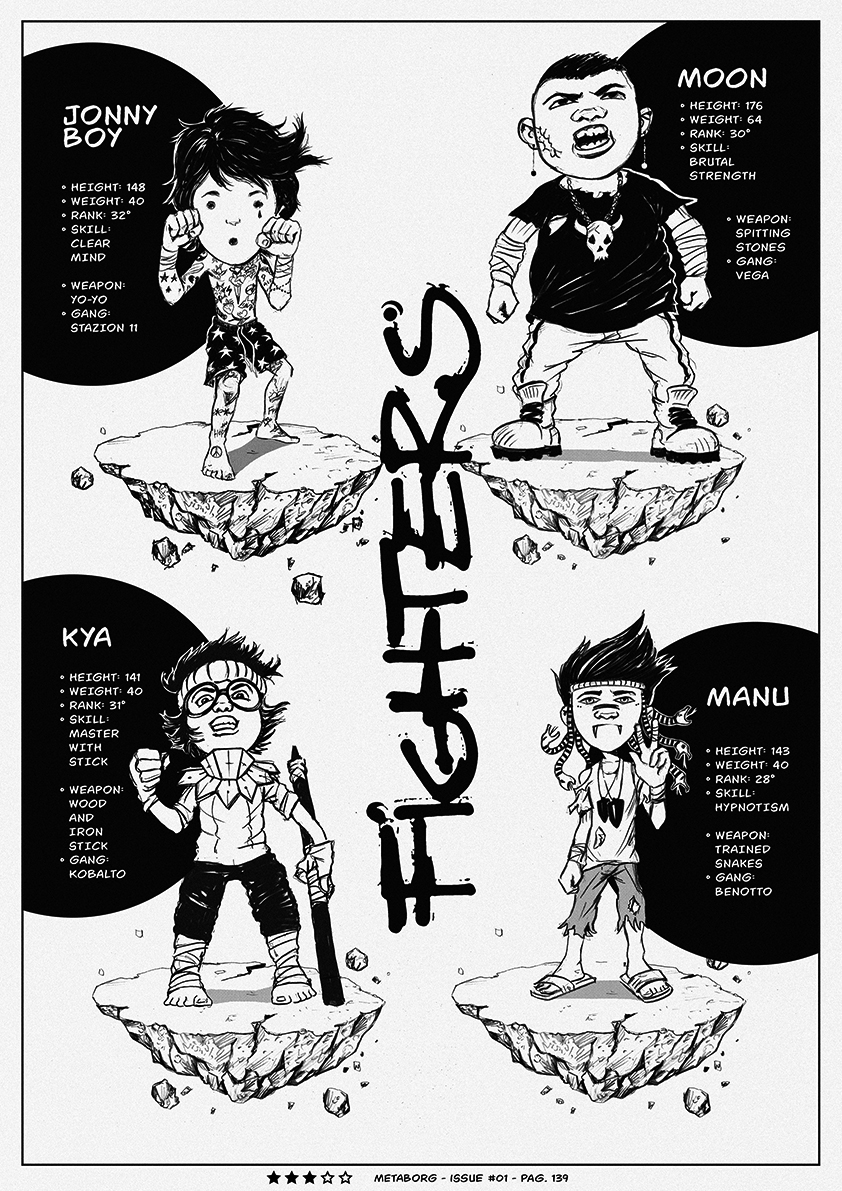 JONNY
BOY
• HEIGHT: 148
• WEIGHT: 40
• RANK: 32°
• SKILL:
CLEAR
MIND
• WEAPON:
YO-YO
• GANG:
STAZION 11
MOON
• HEIGHT: 176
• WEIGHT: 64
• RANK: 30°
• SKILL:
BRUTAL
STRENGTH
• WEAPON:
SPITTING
STONES
• GANG:
VEGA
FIGHTERS
KYA
• HEIGHT: 141
• WEIGHT: 40
• RANK: 31°
• SKILL:
MASTER
WITH
STICK
• WEAPON:
WOOD
AND
IRON
STICK
• GANG:
KOBALTO
MANU
• HEIGHT: 143
• WEIGHT: 40
• RANK: 28°
• SKILL:
HYPNOTISM
• WEAPON:
TRAINED
SNAKES
• GANG:
BENOTTO
METABORG - ISSUE #01 - PAG. 139